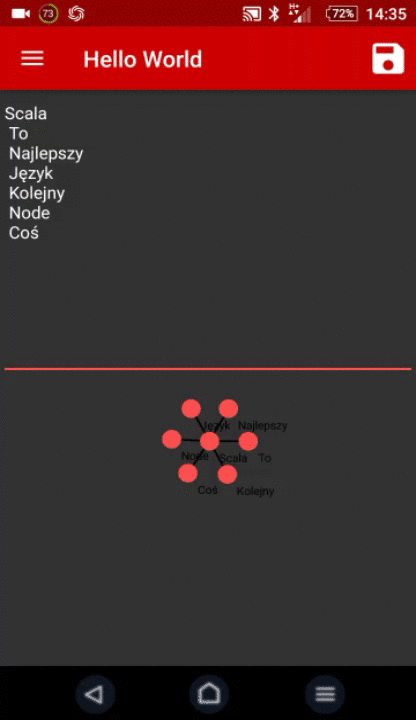 73 72% 14:35
Hello World
Scala
To
Najlepszy
Język
Kolejny
Node
Coś
Język Najlepszy
Node Scala To
Coś Kolejny